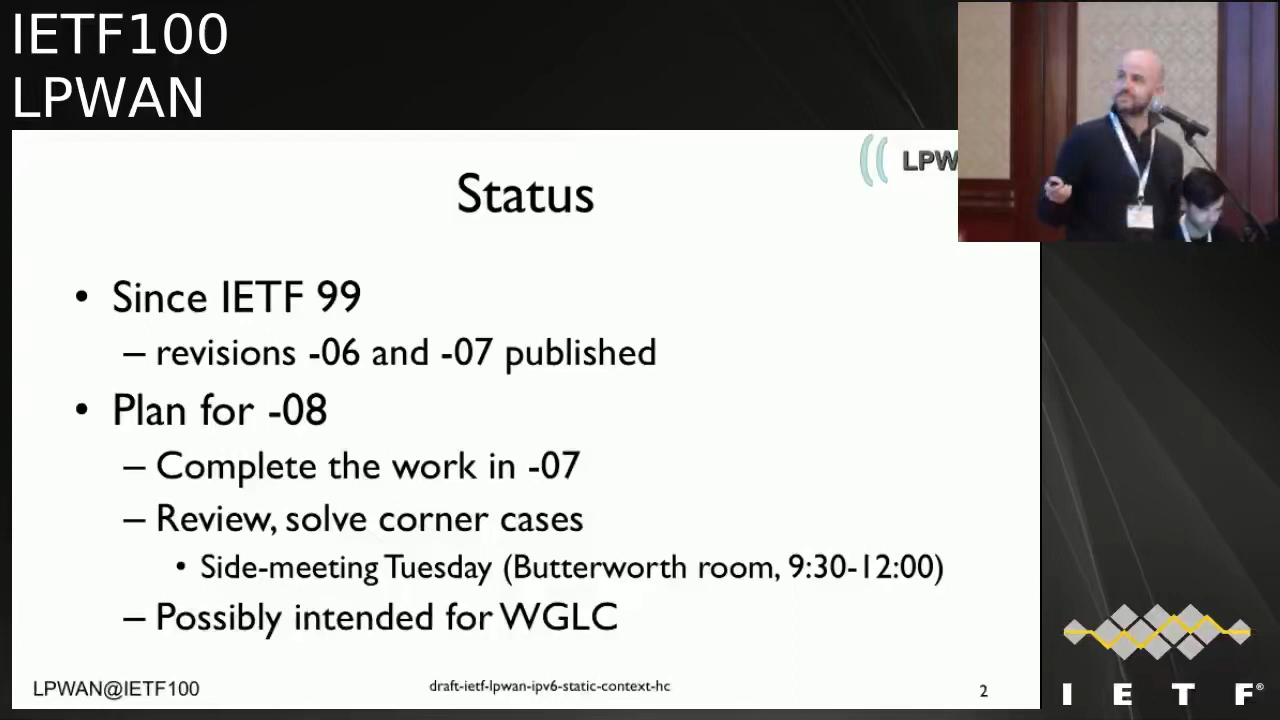 IETF100
LPWAN
LPW
Status
• Since IETF 99
– revisions -06 and -07 published
• Plan for -08
– Complete the work in -07
– Review, solve corner cases
• Side-meeting Tuesday (Butterworth room, 9:30-12:00)
– Possibly intended for WGLC
LPWAN@IETF100
draft-ietf-lpwan-ipv6-static-context-hc
2
I E T F®